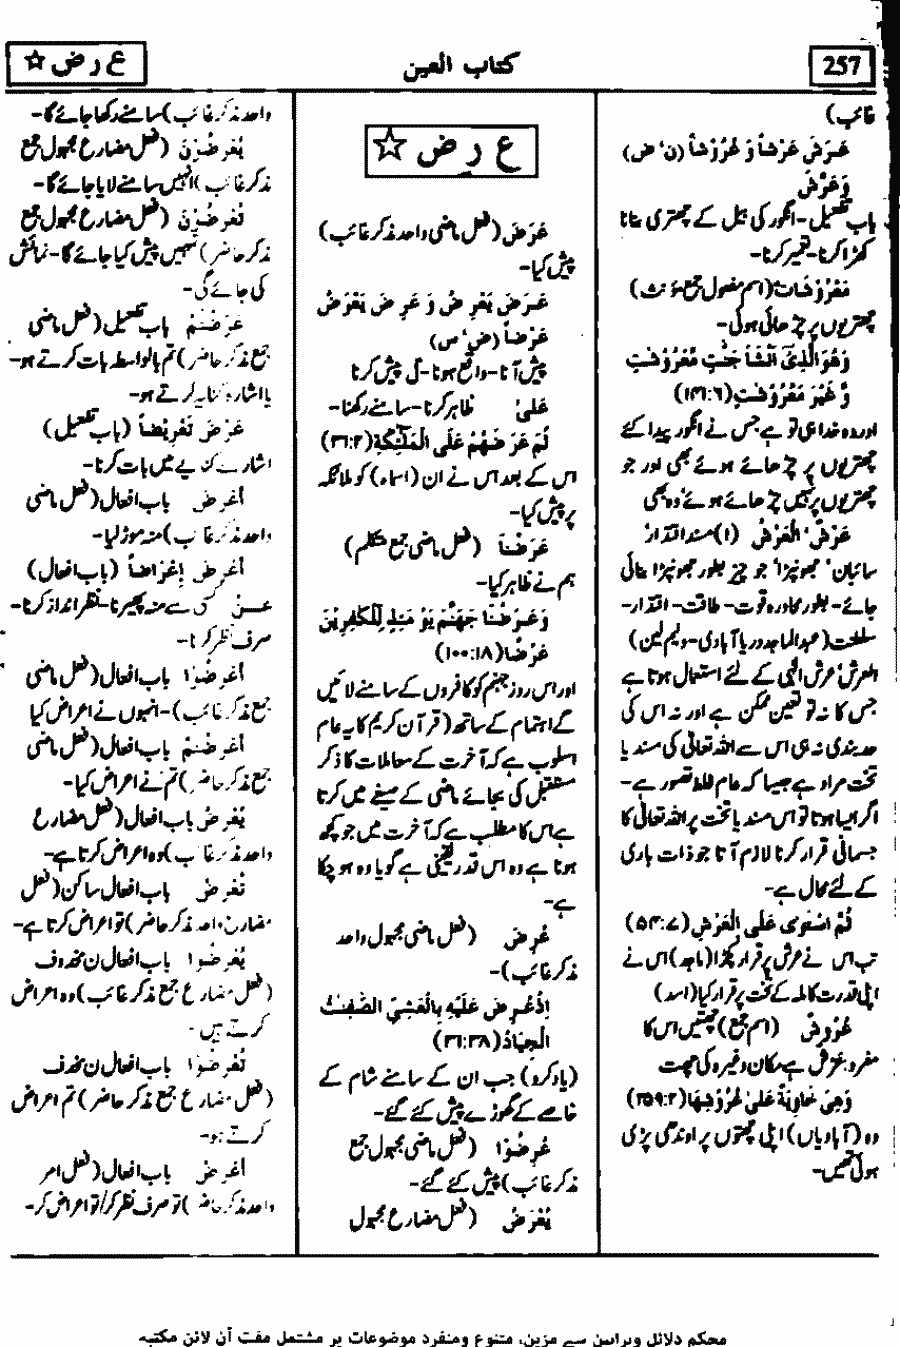 257
کتاب العین
ع ر ض ☆
غائب)
عَرَشَ عَرْشاً وَ عُرُوْشاً (ن' ض)
وَعَرَّشَ
باب تفعیل-انگور کی بیل کے چھتری بنانا
کھڑا کرنا-تعمیر کرنا-
مَعْرُوْشَاتٌ (اسم مفعول جمع مؤنث)
چھتریوں پر چڑھائی ہوئی-
وَهُوَ الَّذِیْٓ اَنْشَاَ جَنّٰتٍ مَّعْرُوْشٰتٍ
وَّ غَیْرَ مَعْرُوْشٰتٍ (۱۴۱:۶)
اور وہ خدا ہی تو ہے جس نے انگور پیدا کئے
چھتریوں پر چڑھائے ہوئے بھی اور جو
چھتریوں پر نہیں چڑھائے ہوئے وہ بھی
عَرْشٌ' الْعَرْشُ (۱) مسند اقتدار'
سائبان' جھونپڑا' جو چیز بطور جھونپڑا بنائی
جائے-بطور محاورہ قوت-طاقت-اقتدار-
سلطنت (عبدالماجد دریا آبادی-ولیم لین)
العرش' عرش الٰہی کے لئے استعمال ہوتا ہے
جس کا نہ تو تعین ممکن ہے اور نہ اس کی
حد بندی نہ ہی اس سے اللہ تعالیٰ کی مسند یا
تخت مراد ہے جیسا کہ عام غلط تصور ہے-
اگر ایسا ہوتا تو اس مسند یا تخت پر اللہ تعالیٰ کا
جسمانی قرار کرنا لازم آتا جو ذات باری
کے لئے محال ہے-
ثُمَّ اسْتَوٰی عَلَی الْعَرْشِ (۵۴:۷)
تب اس نے عرش پر قرار پکڑا (ماجد) اس نے
اپنی قدرت کاملہ کے تخت پر قرار کیا (اسد)
عُرُوْشٌ (اسم جمع) چھتیں اس کا
مفرد: عرش ہے مکان وغیرہ کی چھت
وَهِیَ خَاوِیَةٌ عَلٰی عُرُوْشِهَا (۲۵۹:۲)
وہ (آبادیاں) اپنی چھتوں پر اوندھی پڑی
ہوئی تھیں-
ع ر ض ☆
عَرَضَ (فعل ماضی واحد مذکر غائب)
پیش کیا-
عَرَضَ یَعْرِضُ وَ عَرِضَ یَعْرَضُ
عَرْضاً (ض' س)
پیش آنا-واقع ہونا-لَ پیش کرنا
عَلٰی ظاہر کرنا-سامنے رکھنا-
ثُمَّ عَرَضَهُمْ عَلَی الْمَلٰٓئِکَةِ (۳۱:۲)
اس کے بعد اس نے ان (اسماء) کو ملائکہ
پر پیش کیا-
عَرَضْنَا (فعل ماضی جمع متکلم)
ہم نے ظاہر کیا-
وَعَرَضْنَا جَهَنَّمَ یَوْمَئِذٍ لِّلْکٰفِرِیْنَ
عَرْضَا (۱۰۰:۱۸)
اور اس روز جہنم کو کافروں کے سامنے لائیں
گے اہتمام کے ساتھ (قرآن کریم کا یہ عام
اسلوب ہے کہ آخرت کے معاملات کا ذکر
مستقبل کی بجائے ماضی کے صیغے میں کرتا
ہے اس کا مطلب ہے کہ آخرت میں جو کچھ
ہوتا ہے وہ اس قدر یقینی ہے گویا وہ ہو چکا
ہے-
عُرِضَ (فعل ماضی مجہول واحد
مذکر غائب)-
اِذْعُرِضَ عَلَیْهِ بِالْعَشِیِّ الصّٰفِنٰتُ
الْجِیَادُ (۳۱:۳۸)
(یاد کرو) جب ان کے سامنے شام کے
خاصے کے گھوڑے پیش کئے گئے-
عُرِضُوْا (فعل ماضی مجہول جمع
مذکر غائب) پیش کئے گئے-
یُعْرَضُ (فعل مضارع مجہول
واحد مذکر غائب) سامنے رکھا جائے گا-
یُعْرَضُوْنَ (فعل مضارع مجہول جمع
مذکر غائب) انہیں سامنے لایا جائے گا-
تُعْرَضُوْنَ (فعل مضارع مجہول جمع
مذکر حاضر) تمہیں پیش کیا جائے گا-نمائش
کی جائے گی-
عَرَّضْتُمْ باب تفعیل (فعل ماضی
جمع مذکر حاضر) تم بالواسطہ بات کرتے ہو-
یا اشارہ کنایہ کرتے ہو-
عَرَّضَ تَعْرِیْضاً (باب تفعیل)
اشارے کنایے میں بات کرنا-
اَعْرَضَ باب افعال (فعل ماضی
واحد مذکر غائب) منہ موڑ لیا-
اَعْرَضَ اِعْرَاضاً (باب افعال)
عَنْ کسی سے منہ پھیرنا-نظر انداز کرنا-
صرف نظر کرنا-
اَعْرَضُوْا باب افعال (فعل ماضی
جمع مذکر غائب)-انہوں نے اعراض کیا
اَعْرَضْتُمْ باب افعال (فعل ماضی
جمع مذکر حاضر) تم نے اعراض کیا-
یُعْرِضُ باب افعال (فعل مضارع
واحد مذکر غائب) وہ اعراض کرتا ہے-
تُعْرِضْ باب افعال ساکن (فعل
مضارع واحد مذکر حاضر) تو اعراض کرتا ہے-
یُعْرِضُوْا باب افعال ن محذوف
(فعل مضارع جمع مذکر غائب) وہ اعراض
کرتے ہیں-
تُعْرِضُوْا باب افعال ن محذوف
(فعل مضارع جمع مذکر حاضر) تم اعراض
کرتے ہو-
اَعْرِضْ باب افعال (فعل امر
واحد مذکر حاضر) تو صرف نظر کر/تو اعراض کر-
محکم دلائل وبراہین سے مزین، متنوع ومنفرد موضوعات پر مشتمل مفت آن لائن مکتبہ